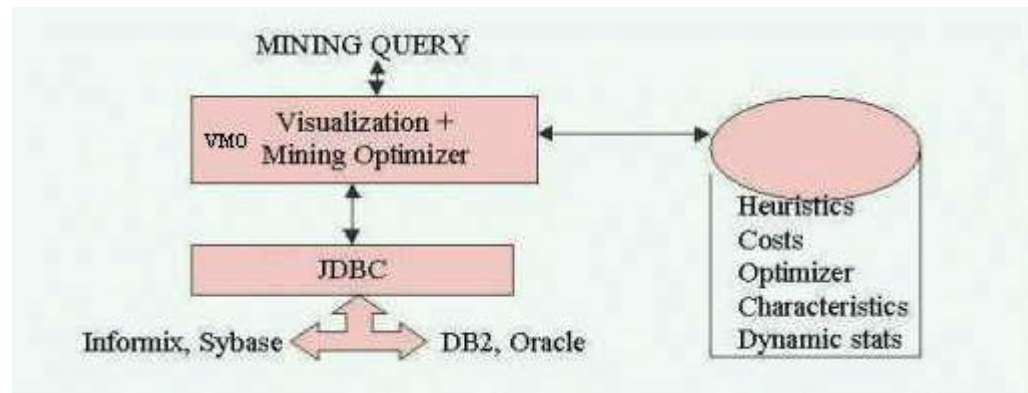 MINING QUERY
VMO
Visualization +
Mining Optimizer
JDBC
Informix, Sybase
DB2, Oracle
Heuristics
Costs
Optimizer
Characteristics
Dynamic stats